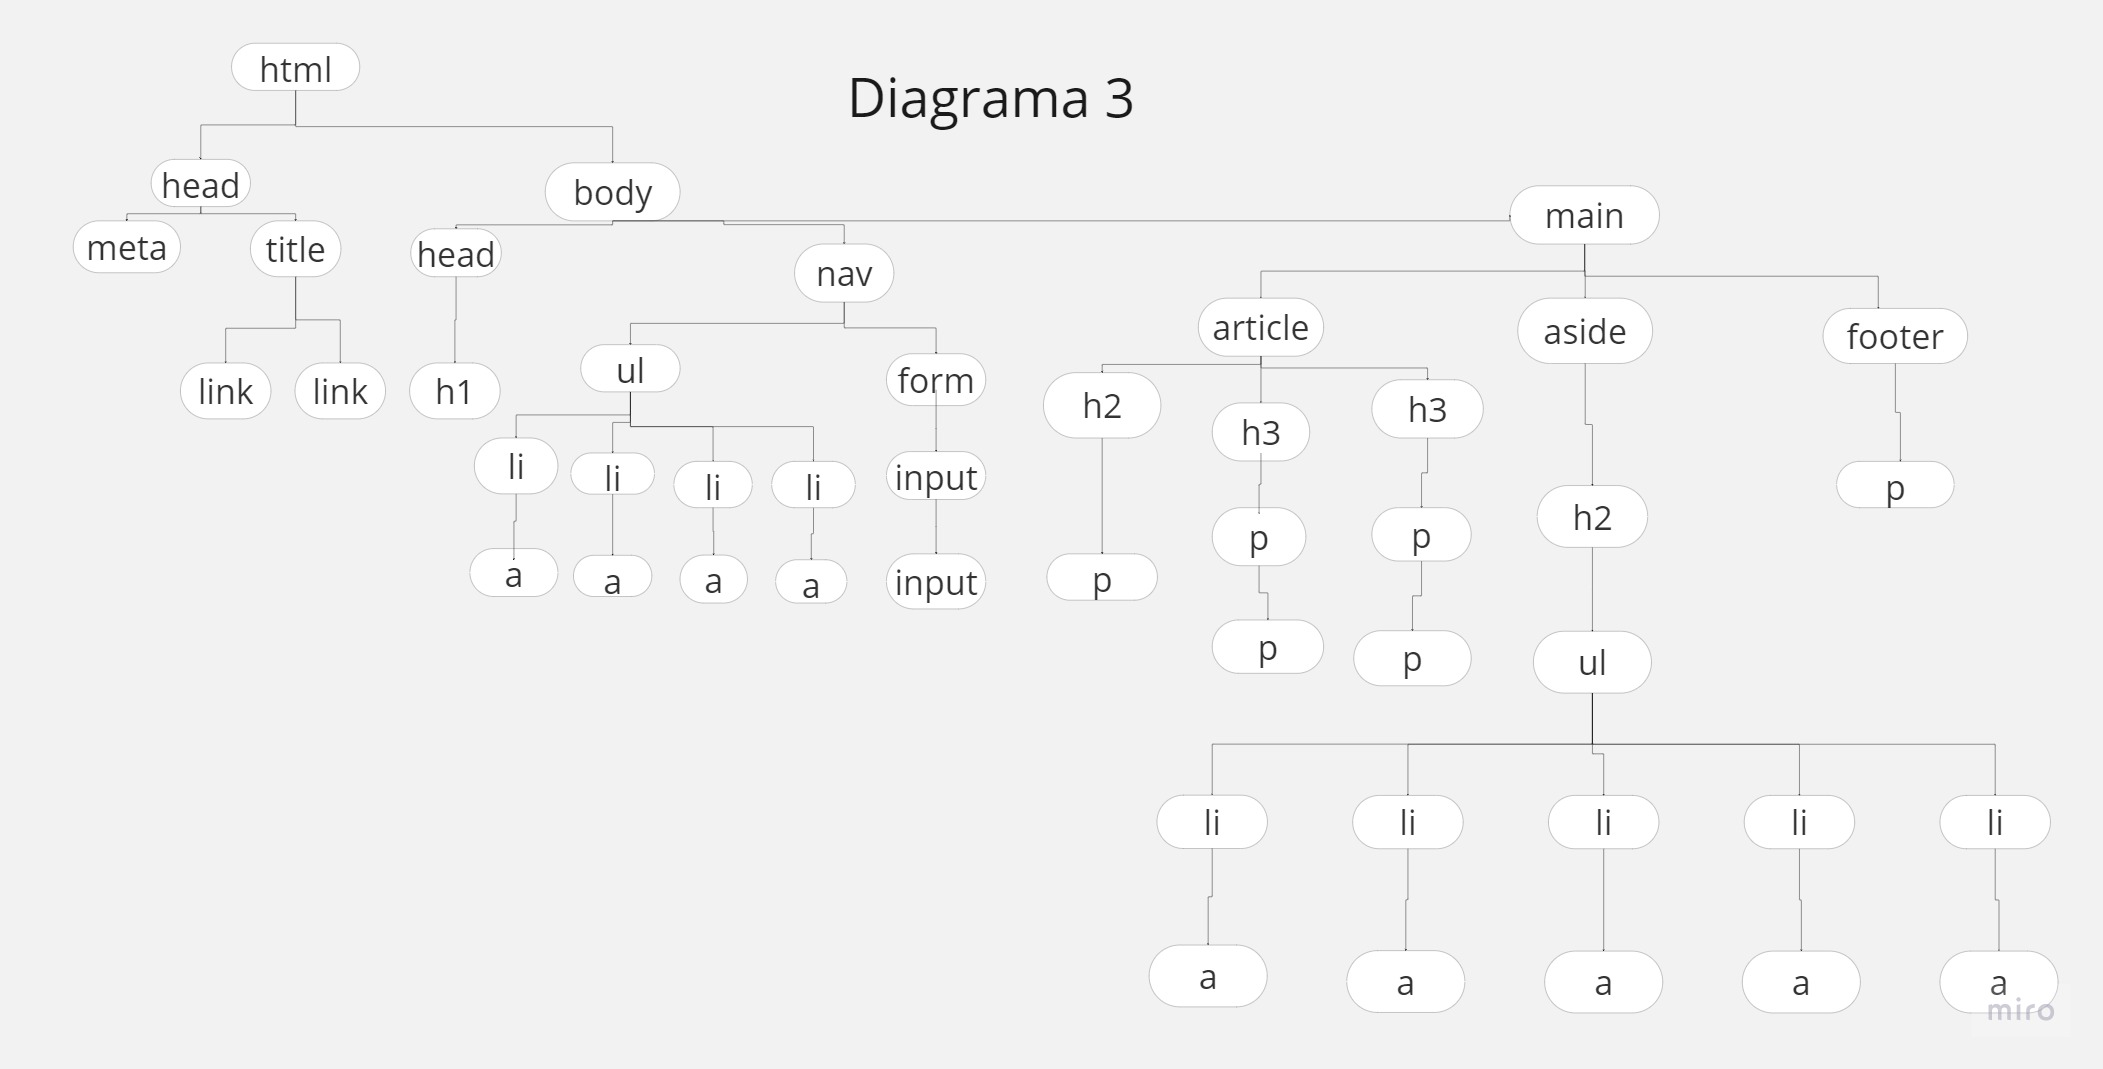 Diagrama 3
html
head
body
main
meta
title
head
nav
article
aside
footer
link
link
h1
ul
form
h2
h3
h3
li
li
li
li
input
p
p
p
h2
p
a
a
a
a
input
p
p
ul
li
li
li
li
li
a
a
a
a
a
miro